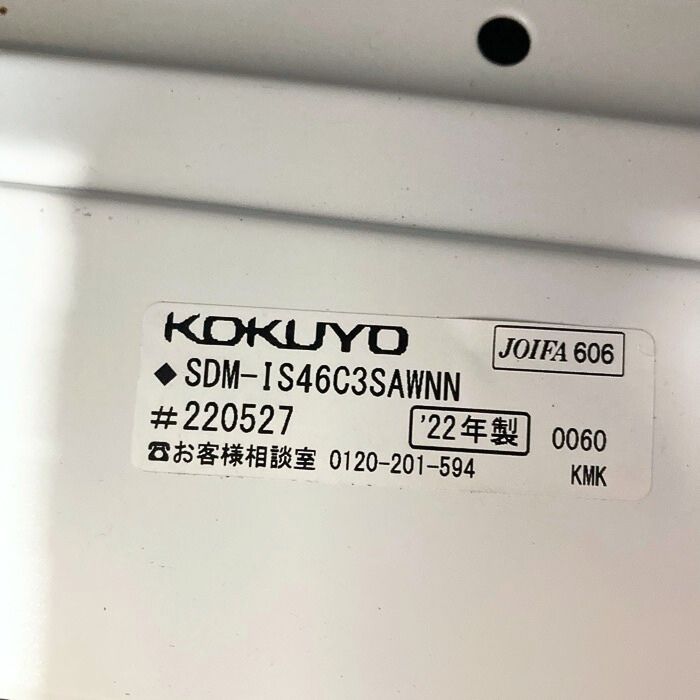 KOKUYO
JOIFA 606
◆ SDM-IS46C3SAWNN
#220527
'22年製
0060
☎お客様相談室 0120-201-594
KMK